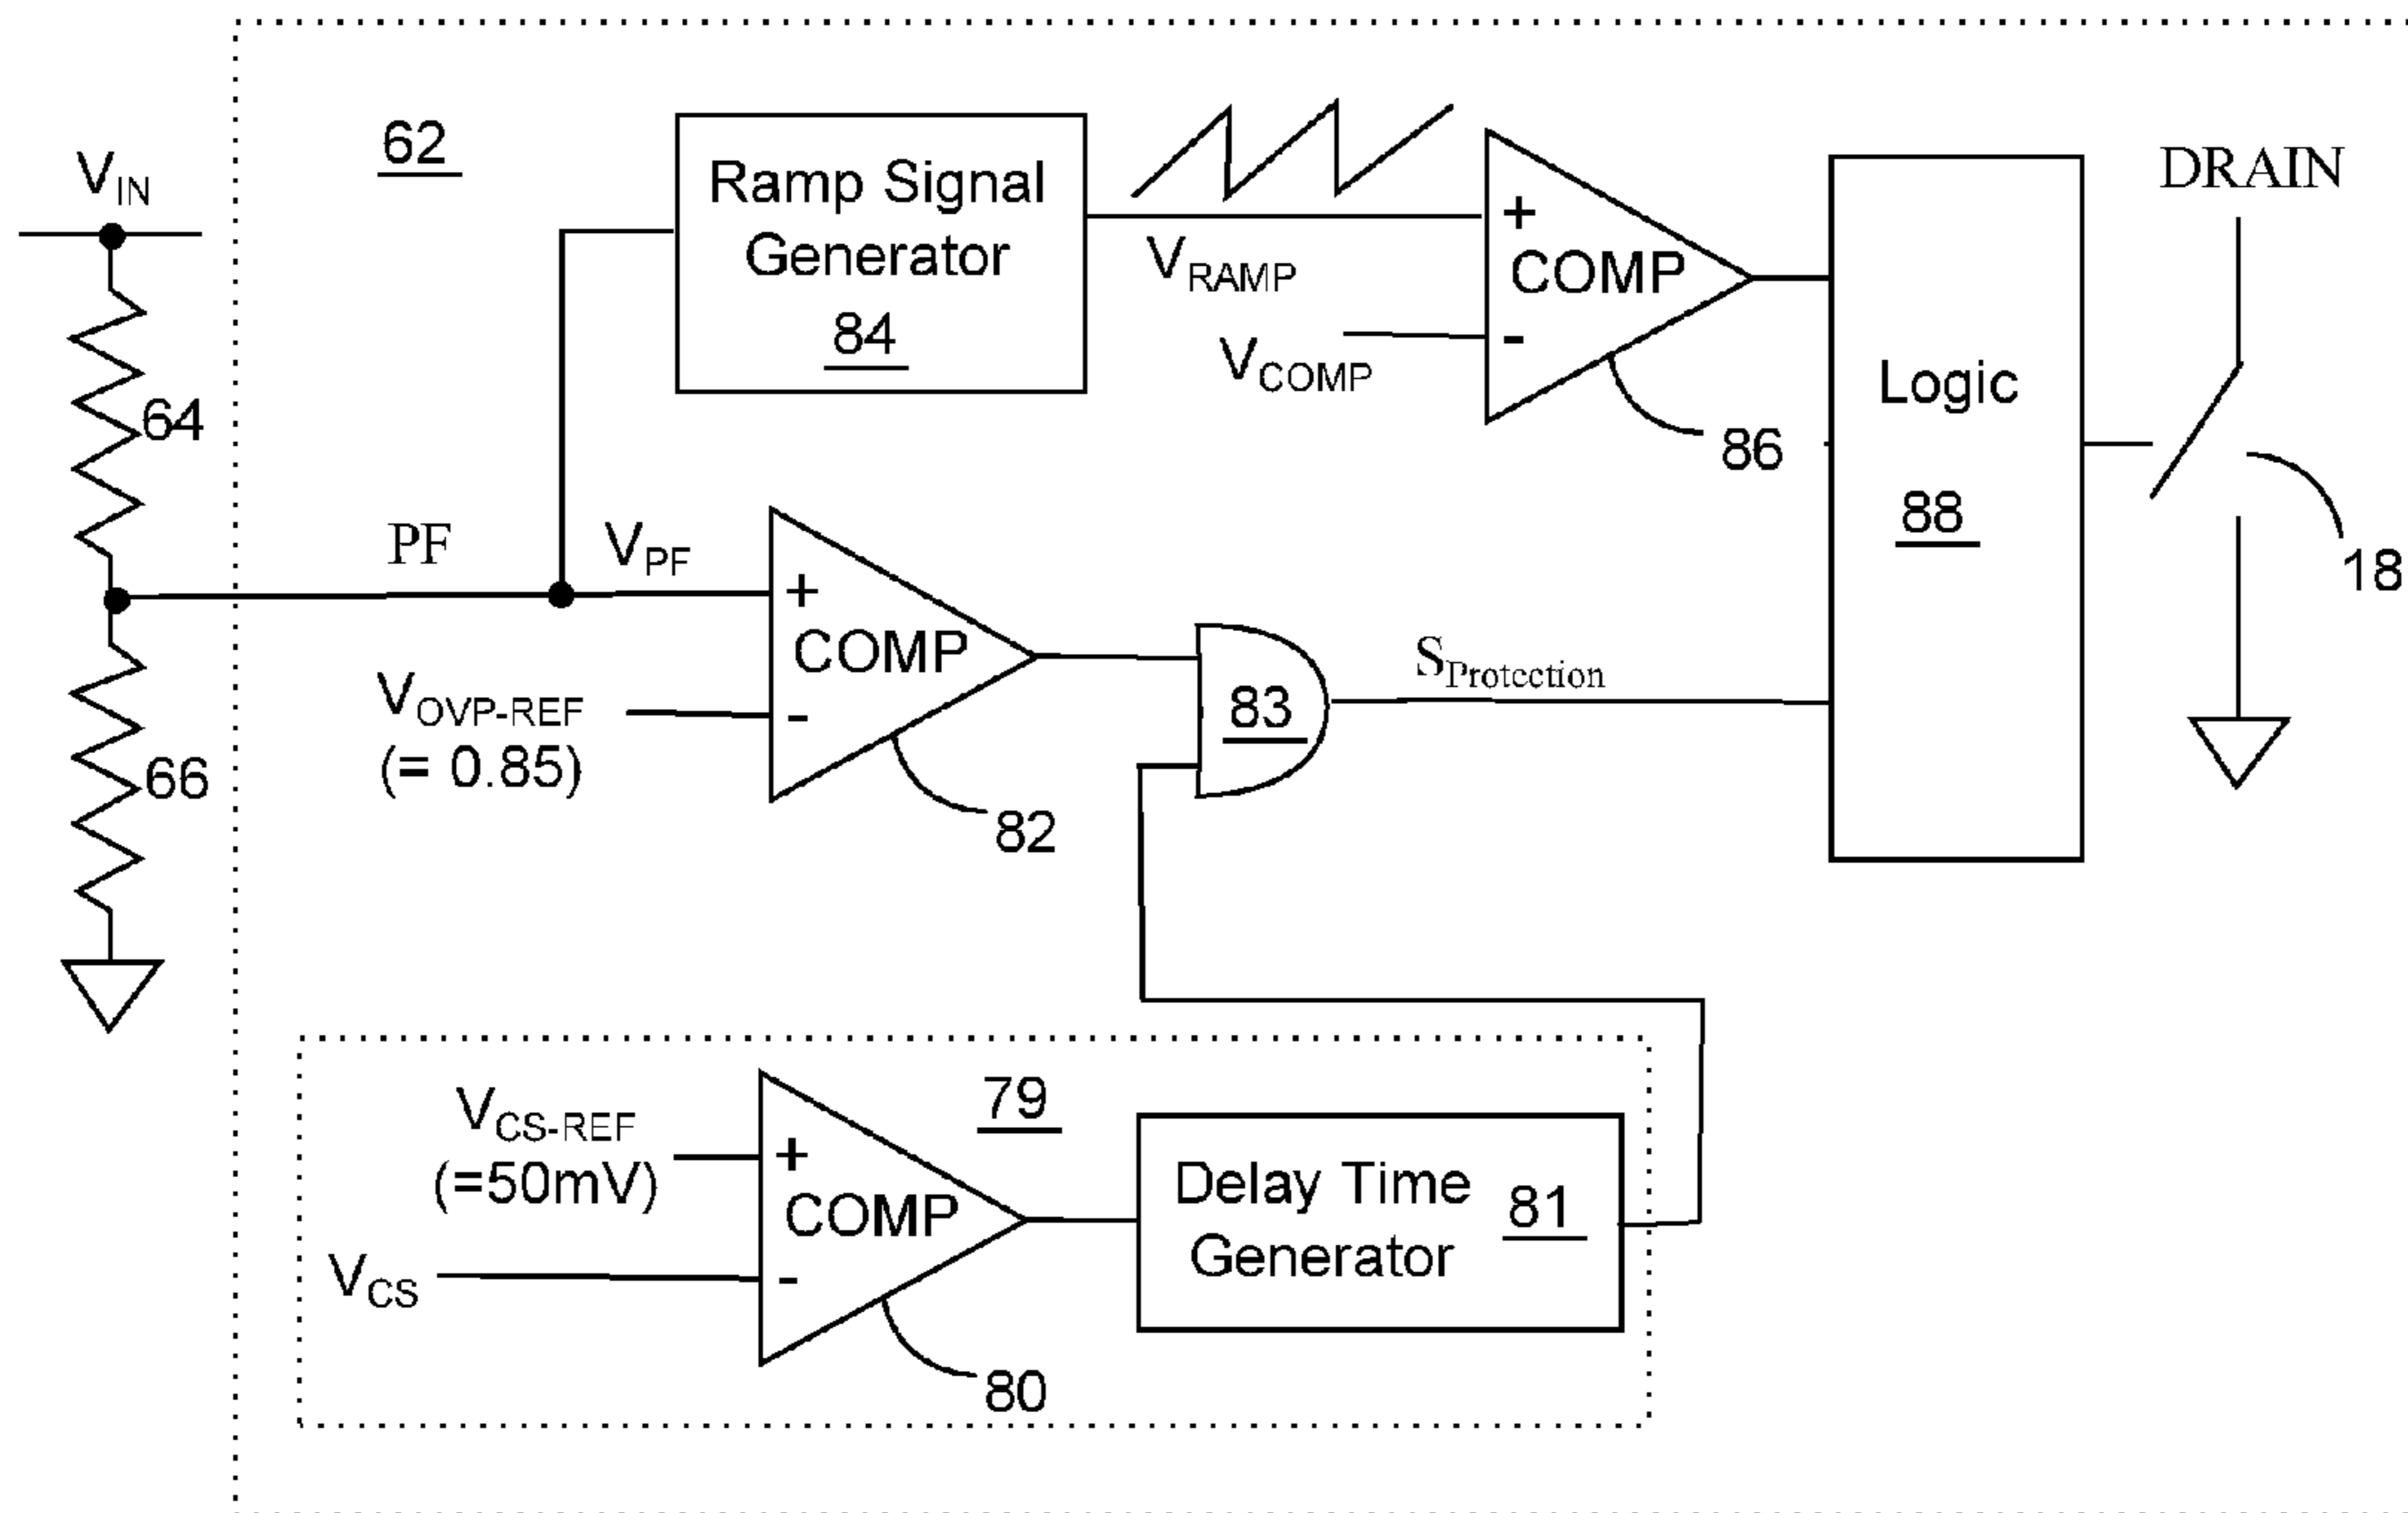 62
V_IN
Ramp Signal
Generator
84
V_RAMP
+
COMP
-
V_COMP
86
Logic
88
DRAIN
18
64
PF
V_PF
+
COMP
-
V_OVP-REF
(= 0.85)
82
83
S_Protection
66
79
V_CS-REF
(=50mV)
+
COMP
-
V_CS
80
Delay Time
Generator
81